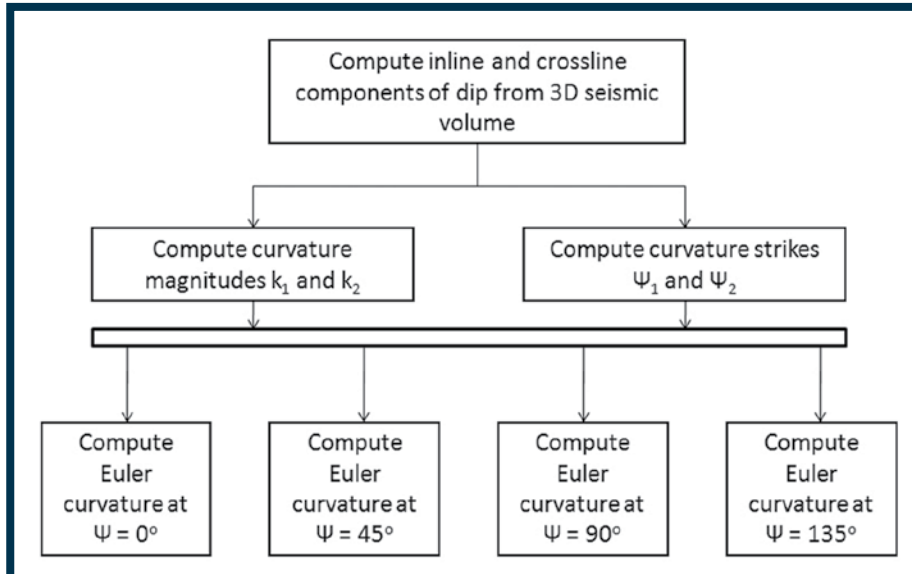 Compute inline and crossline
components of dip from 3D seismic
volume
Compute curvature
magnitudes k₁ and k₂
Compute curvature strikes
Ψ₁ and Ψ₂
Compute
Euler
curvature at
Ψ = 0°
Compute
Euler
curvature at
Ψ = 45°
Compute
Euler
curvature at
Ψ = 90°
Compute
Euler
curvature at
Ψ = 135°